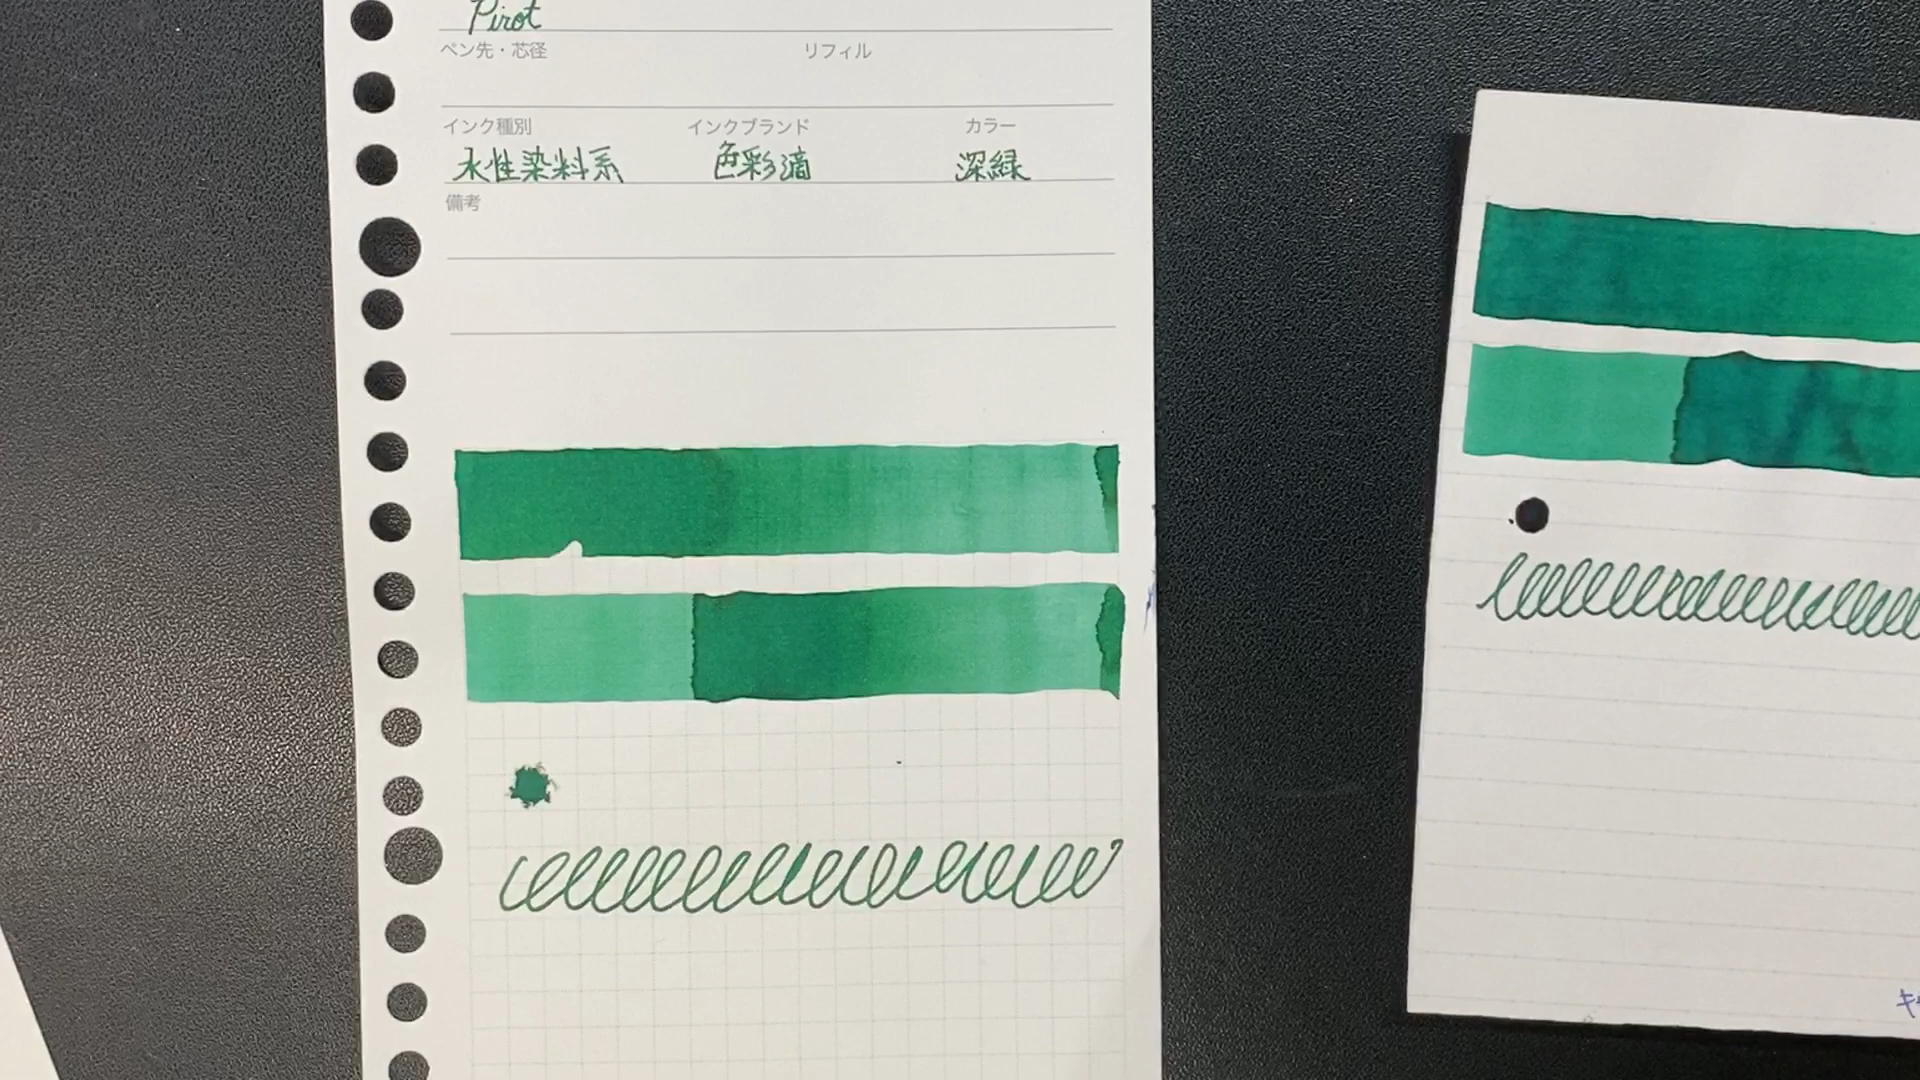 Pirot
ペン先・芯径 リフィル
インク種別 インクブランド カラー
水性染料系 色彩滴 深緑
備考